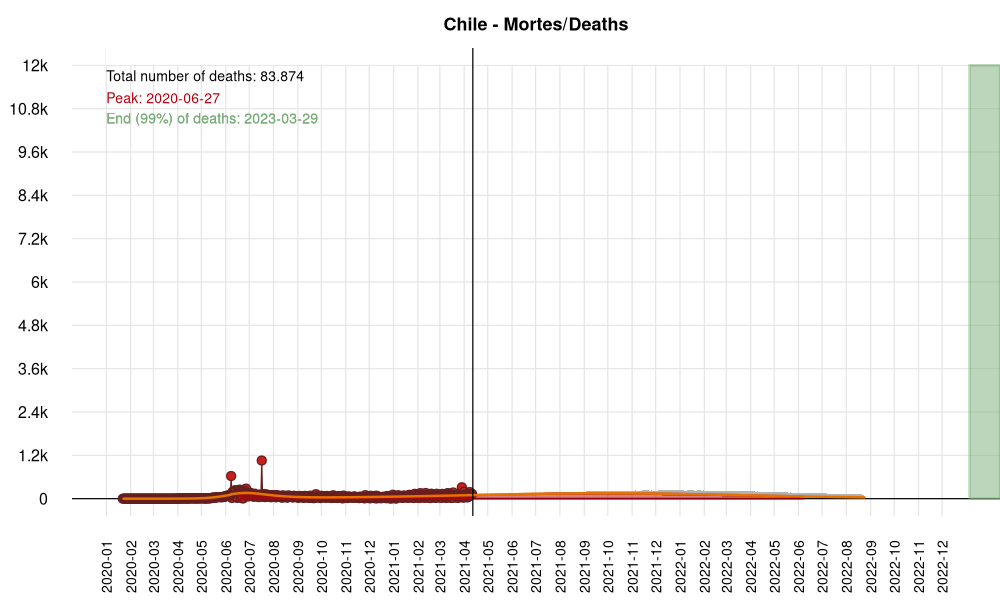 Chile - Mortes/Deaths
Total number of deaths: 83.874
Peak: 2020-06-27
End (99%) of deaths: 2023-03-29
12k
10.8k
9.6k
8.4k
7.2k
6k
4.8k
3.6k
2.4k
1.2k
0
2020-01
2020-02
2020-03
2020-04
2020-05
2020-06
2020-07
2020-08
2020-09
2020-10
2020-11
2020-12
2021-01
2021-02
2021-03
2021-04
2021-05
2021-06
2021-07
2021-08
2021-09
2021-10
2021-11
2021-12
2022-01
2022-02
2022-03
2022-04
2022-05
2022-06
2022-07
2022-08
2022-09
2022-10
2022-11
2022-12